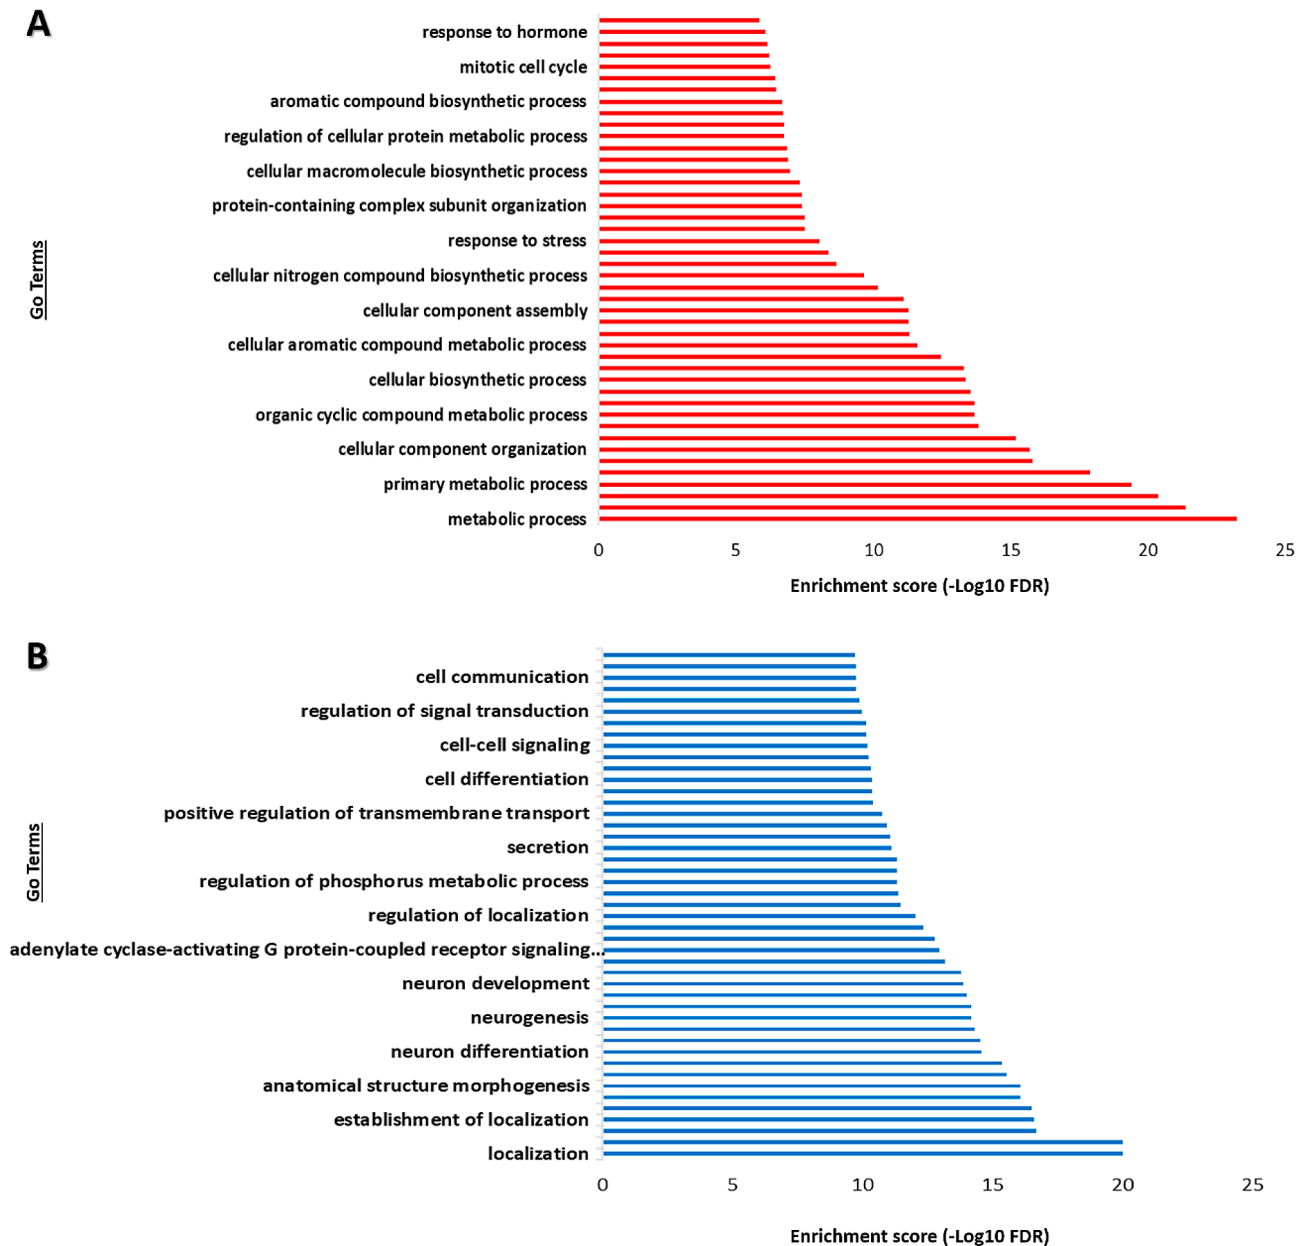 A
response to hormone
mitotic cell cycle
aromatic compound biosynthetic process
regulation of cellular protein metabolic process
cellular macromolecule biosynthetic process
protein-containing complex subunit organization
response to stress
cellular nitrogen compound biosynthetic process
cellular component assembly
cellular aromatic compound metabolic process
cellular biosynthetic process
organic cyclic compound metabolic process
cellular component organization
primary metabolic process
metabolic process
Go Terms
0 5 10 15 20 25
Enrichment score (-Log10 FDR)
B
cell communication
regulation of signal transduction
cell-cell signaling
cell differentiation
positive regulation of transmembrane transport
secretion
regulation of phosphorus metabolic process
regulation of localization
adenylate cyclase-activating G protein-coupled receptor signaling...
neuron development
neurogenesis
neuron differentiation
anatomical structure morphogenesis
establishment of localization
localization
Go Terms
0 5 10 15 20 25
Enrichment score (-Log10 FDR)